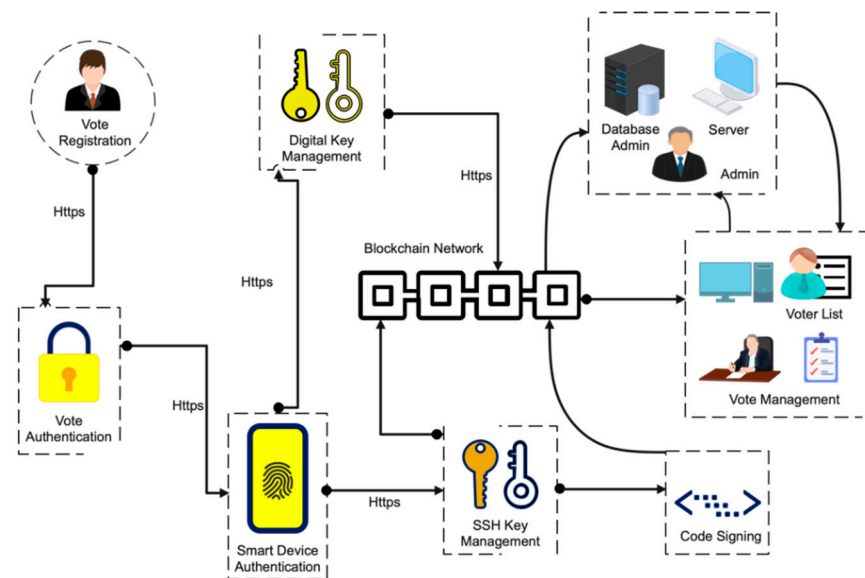 Vote
Registration
Https
Vote
Authentication
Https
Smart Device
Authentication
Https
Digital Key
Management
Https
Blockchain Network
Https
SSH Key
Management
Code Signing
Database
Admin
Server
Admin
Voter List
Vote Management